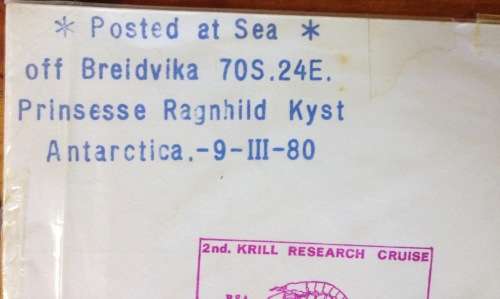 * Posted at Sea *
off Breidvika 70S.24E.
Prinsesse Ragnhild Kyst
Antarctica.-9-III-80
2nd. KRILL RESEARCH CRUISE